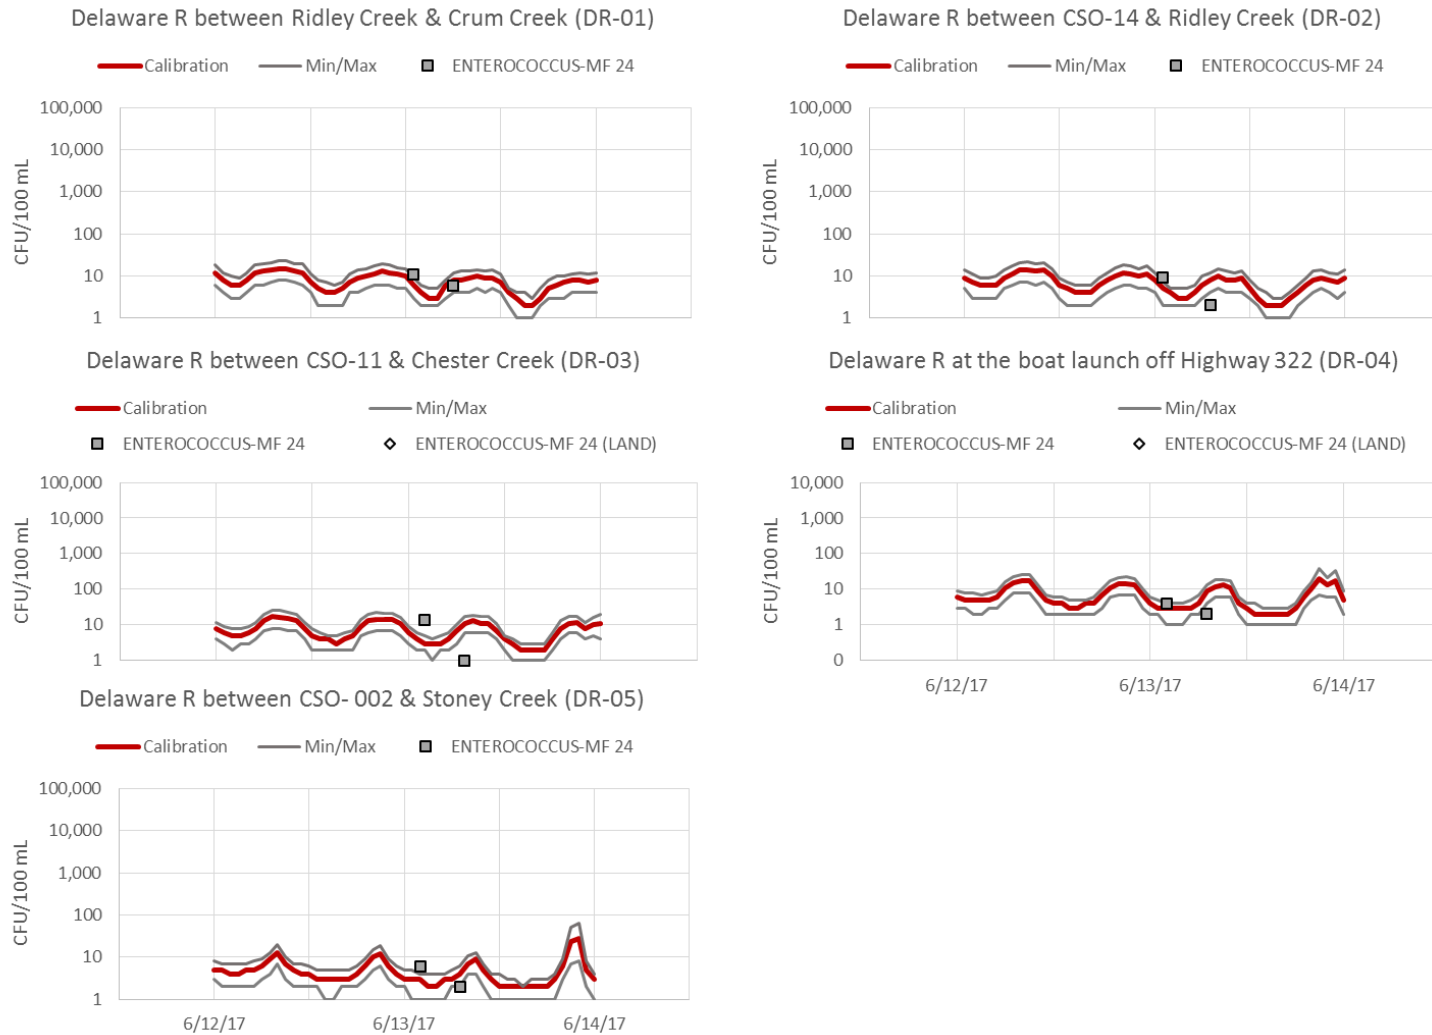 Delaware R between Ridley Creek & Crum Creek (DR-01)
Calibration Min/Max ENTEROCOCCUS-MF 24
CFU/100 mL
100,000
10,000
1,000
100
10
1
Delaware R between CSO-14 & Ridley Creek (DR-02)
Calibration Min/Max ENTEROCOCCUS-MF 24
CFU/100 mL
100,000
10,000
1,000
100
10
1
Delaware R between CSO-11 & Chester Creek (DR-03)
Calibration Min/Max
ENTEROCOCCUS-MF 24 ENTEROCOCCUS-MF 24 (LAND)
CFU/100 mL
100,000
10,000
1,000
100
10
1
Delaware R at the boat launch off Highway 322 (DR-04)
Calibration Min/Max
ENTEROCOCCUS-MF 24 ENTEROCOCCUS-MF 24 (LAND)
CFU/100 mL
10,000
1,000
100
10
1
0
6/12/17 6/13/17 6/14/17
Delaware R between CSO- 002 & Stoney Creek (DR-05)
Calibration Min/Max ENTEROCOCCUS-MF 24
CFU/100 mL
100,000
10,000
1,000
100
10
1
6/12/17 6/13/17 6/14/17